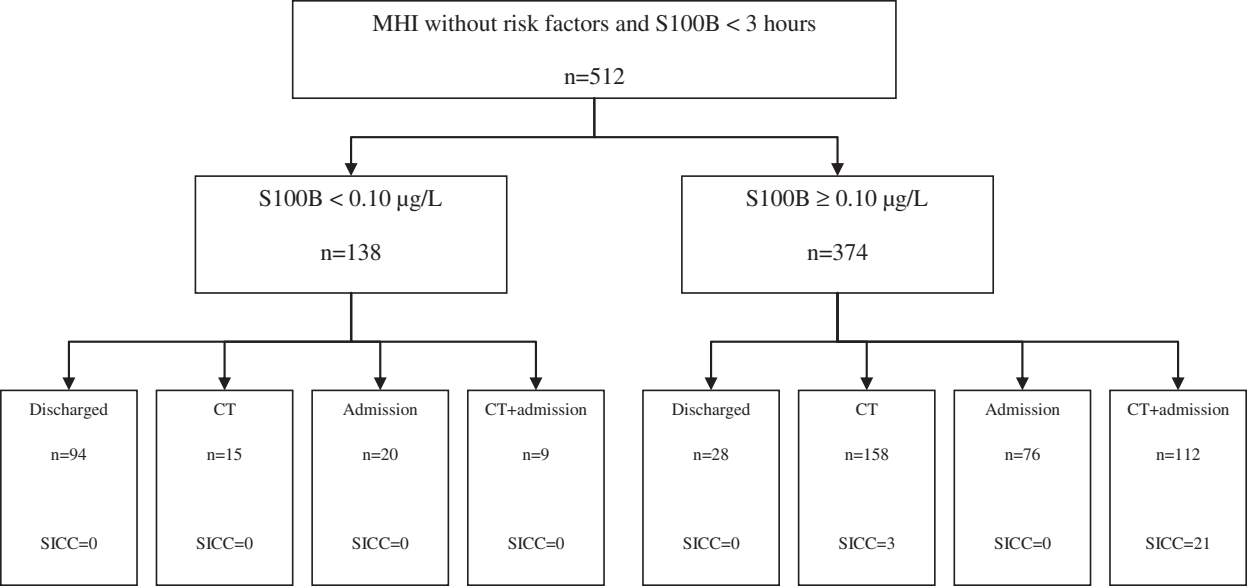 MHI without risk factors and S100B < 3 hours
n=512
S100B < 0.10 µg/L
n=138
S100B ≥ 0.10 µg/L
n=374
Discharged
n=94
SICC=0
CT
n=15
SICC=0
Admission
n=20
SICC=0
CT+admission
n=9
SICC=0
Discharged
n=28
SICC=0
CT
n=158
SICC=3
Admission
n=76
SICC=0
CT+admission
n=112
SICC=21